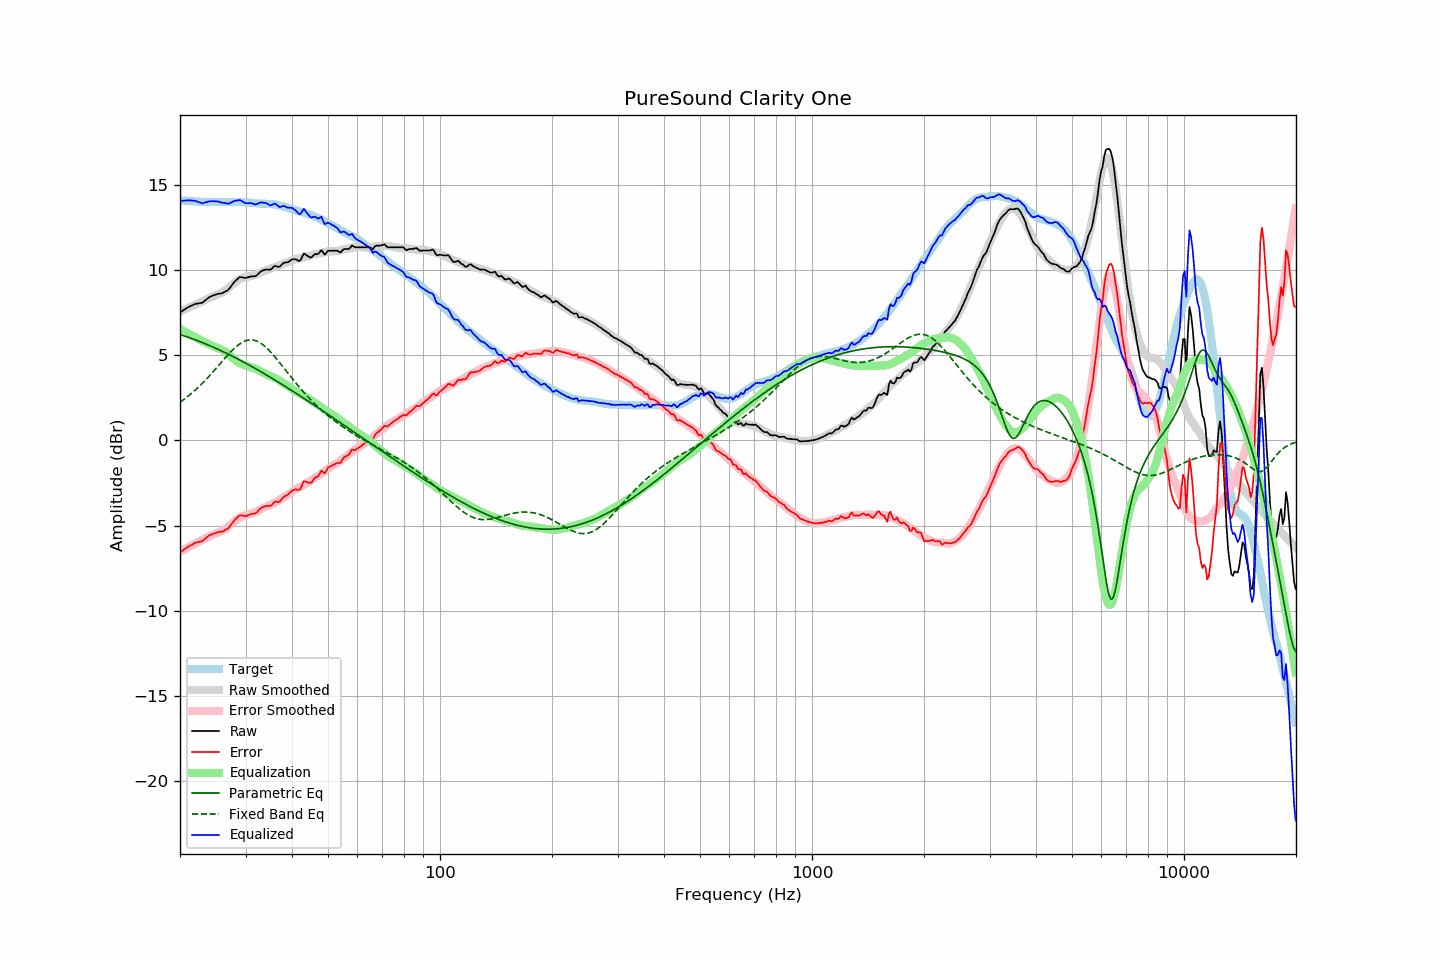 PureSound Clarity One
15
10
5
0
−5
−10
−15
−20
Amplitude (dBr)
Target
Raw Smoothed
Error Smoothed
Raw
Error
Equalization
Parametric Eq
Fixed Band Eq
Equalized
100
1000
10000
Frequency (Hz)